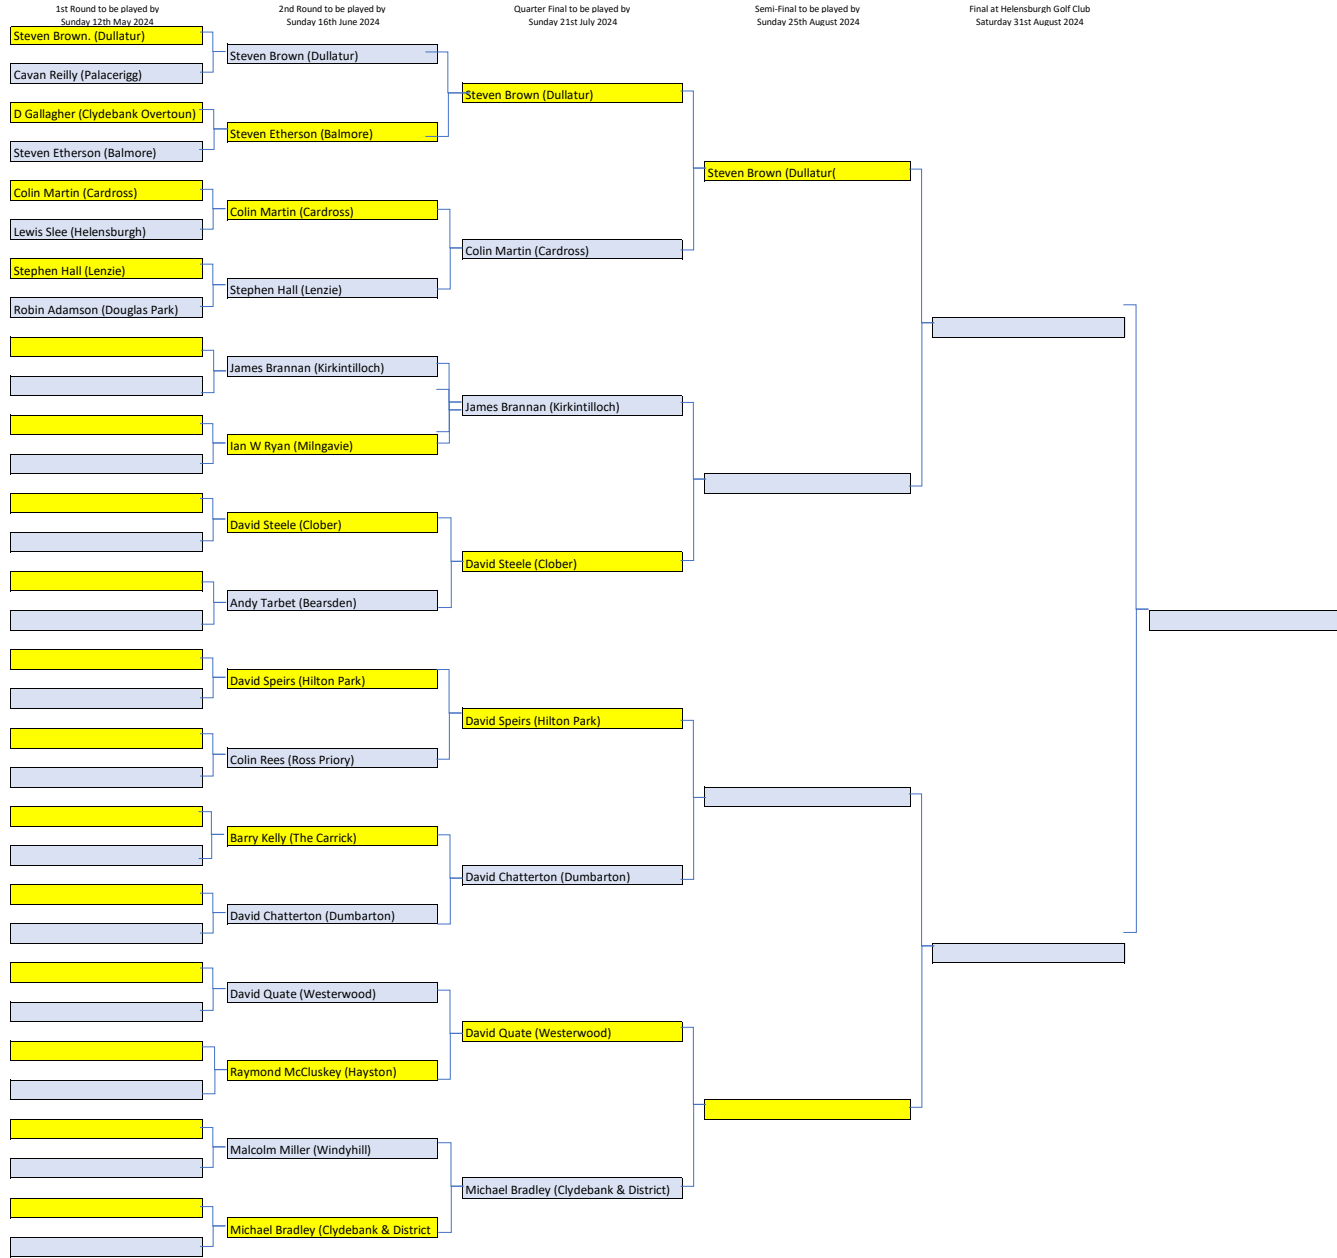 1st Round to be played by
Sunday 12th May 2024
2nd Round to be played by
Sunday 16th June 2024
Quarter Final to be played by
Sunday 21st July 2024
Semi-Final to be played by
Sunday 25th August 2024
Final at Helensburgh Golf Club
Saturday 31st August 2024
Steven Brown. (Dullatur)
Cavan Reilly (Palacerigg)
D Gallagher (Clydebank Overtoun)
Steven Etherson (Balmore)
Colin Martin (Cardross)
Lewis Slee (Helensburgh)
Stephen Hall (Lenzie)
Robin Adamson (Douglas Park)
Steven Brown (Dullatur)
Steven Etherson (Balmore)
Colin Martin (Cardross)
Stephen Hall (Lenzie)
James Brannan (Kirkintilloch)
Ian W Ryan (Milngavie)
David Steele (Clober)
Andy Tarbet (Bearsden)
David Speirs (Hilton Park)
Colin Rees (Ross Priory)
Barry Kelly (The Carrick)
David Chatterton (Dumbarton)
David Quate (Westerwood)
Raymond McCluskey (Hayston)
Malcolm Miller (Windyhill)
Michael Bradley (Clydebank & District
Steven Brown (Dullatur)
Colin Martin (Cardross)
James Brannan (Kirkintilloch)
David Steele (Clober)
David Speirs (Hilton Park)
David Chatterton (Dumbarton)
David Quate (Westerwood)
Michael Bradley (Clydebank & District)
Steven Brown (Dullatur(